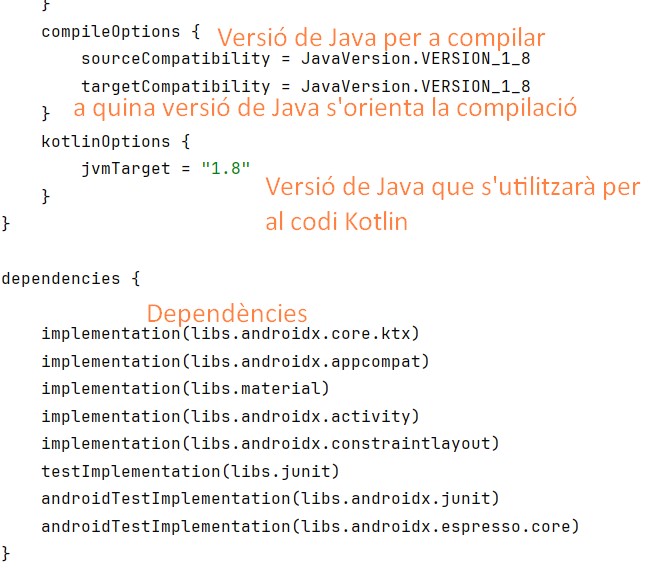 }
compileOptions {
Versió de Java per a compilar
sourceCompatibility = JavaVersion.VERSION_1_8
targetCompatibility = JavaVersion.VERSION_1_8
}
a quina versió de Java s'orienta la compilació
kotlinOptions {
jvmTarget = "1.8"
Versió de Java que s'utilitzarà per
al codi Kotlin
}
}
dependencies {
Dependències
implementation(libs.androidx.core.ktx)
implementation(libs.androidx.appcompat)
implementation(libs.material)
implementation(libs.androidx.activity)
implementation(libs.androidx.constraintlayout)
testImplementation(libs.junit)
androidTestImplementation(libs.androidx.junit)
androidTestImplementation(libs.androidx.espresso.core)
}